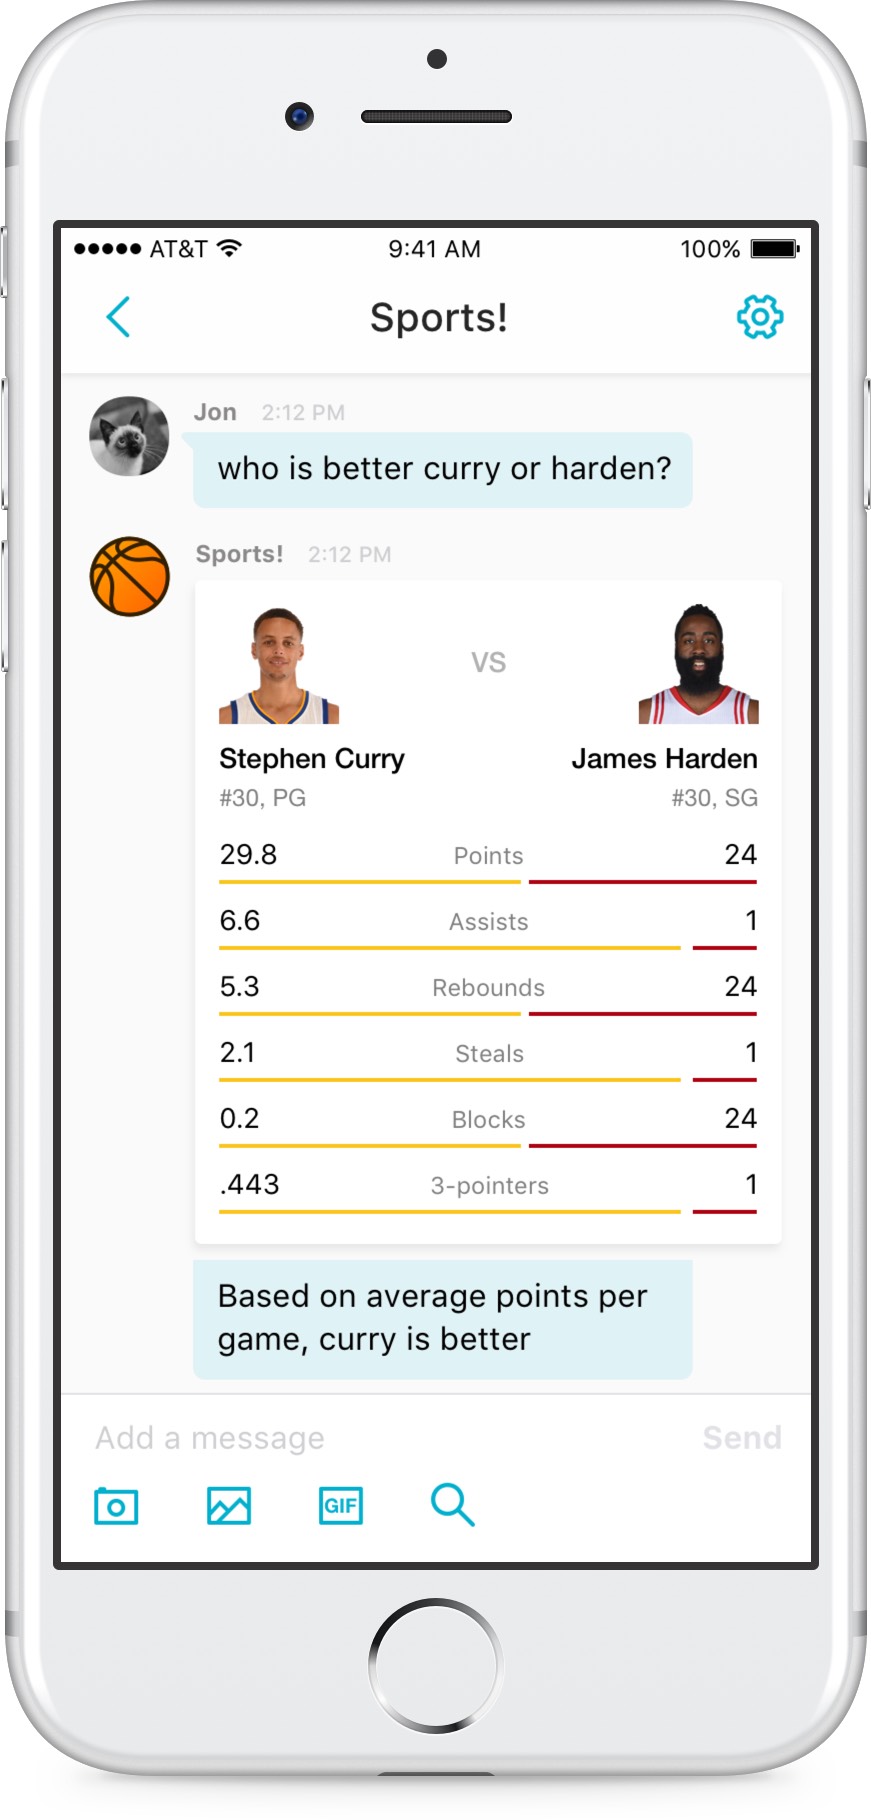 AT&T 9:41 AM 100%
Sports!
Jon 2:12 PM
who is better curry or harden?
Sports! 2:12 PM
VS
Stephen Curry James Harden
#30, PG #30, SG
29.8 Points 24
6.6 Assists 1
5.3 Rebounds 24
2.1 Steals 1
0.2 Blocks 24
.443 3-pointers 1
Based on average points per
game, curry is better
Add a message Send
GIF